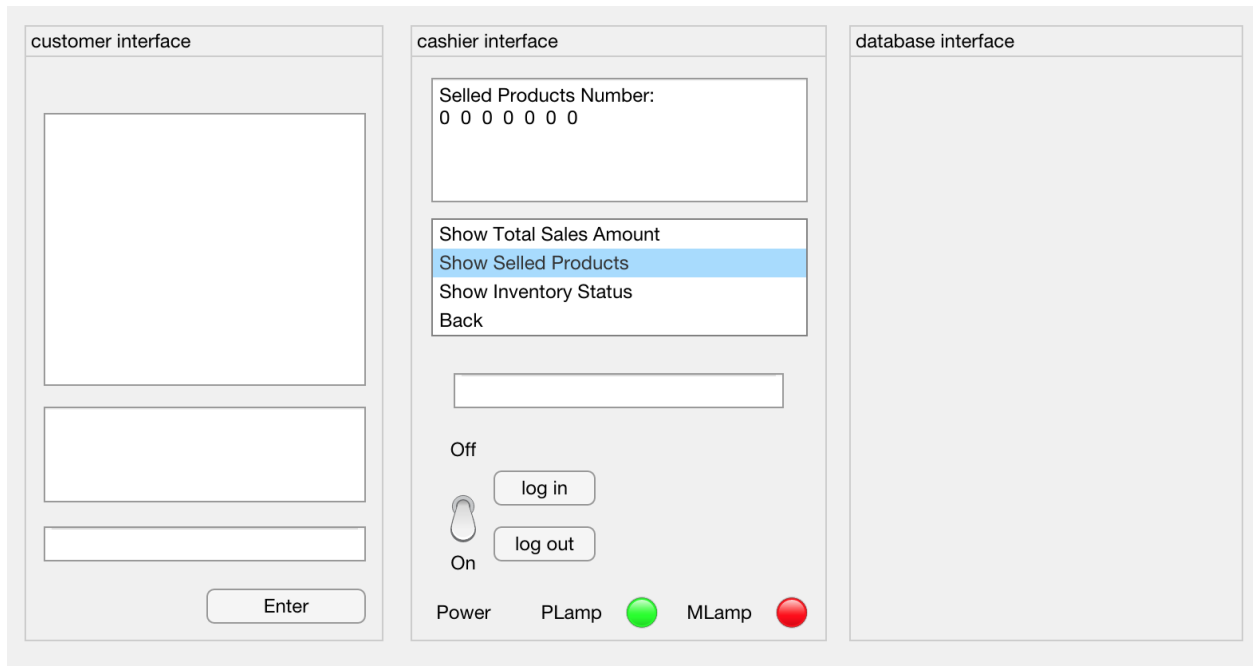 customer interface
Enter
cashier interface
Selled Products Number:
0 0 0 0 0 0 0
Show Total Sales Amount
Show Selled Products
Show Inventory Status
Back
Off
log in
log out
On
Power PLamp MLamp
database interface